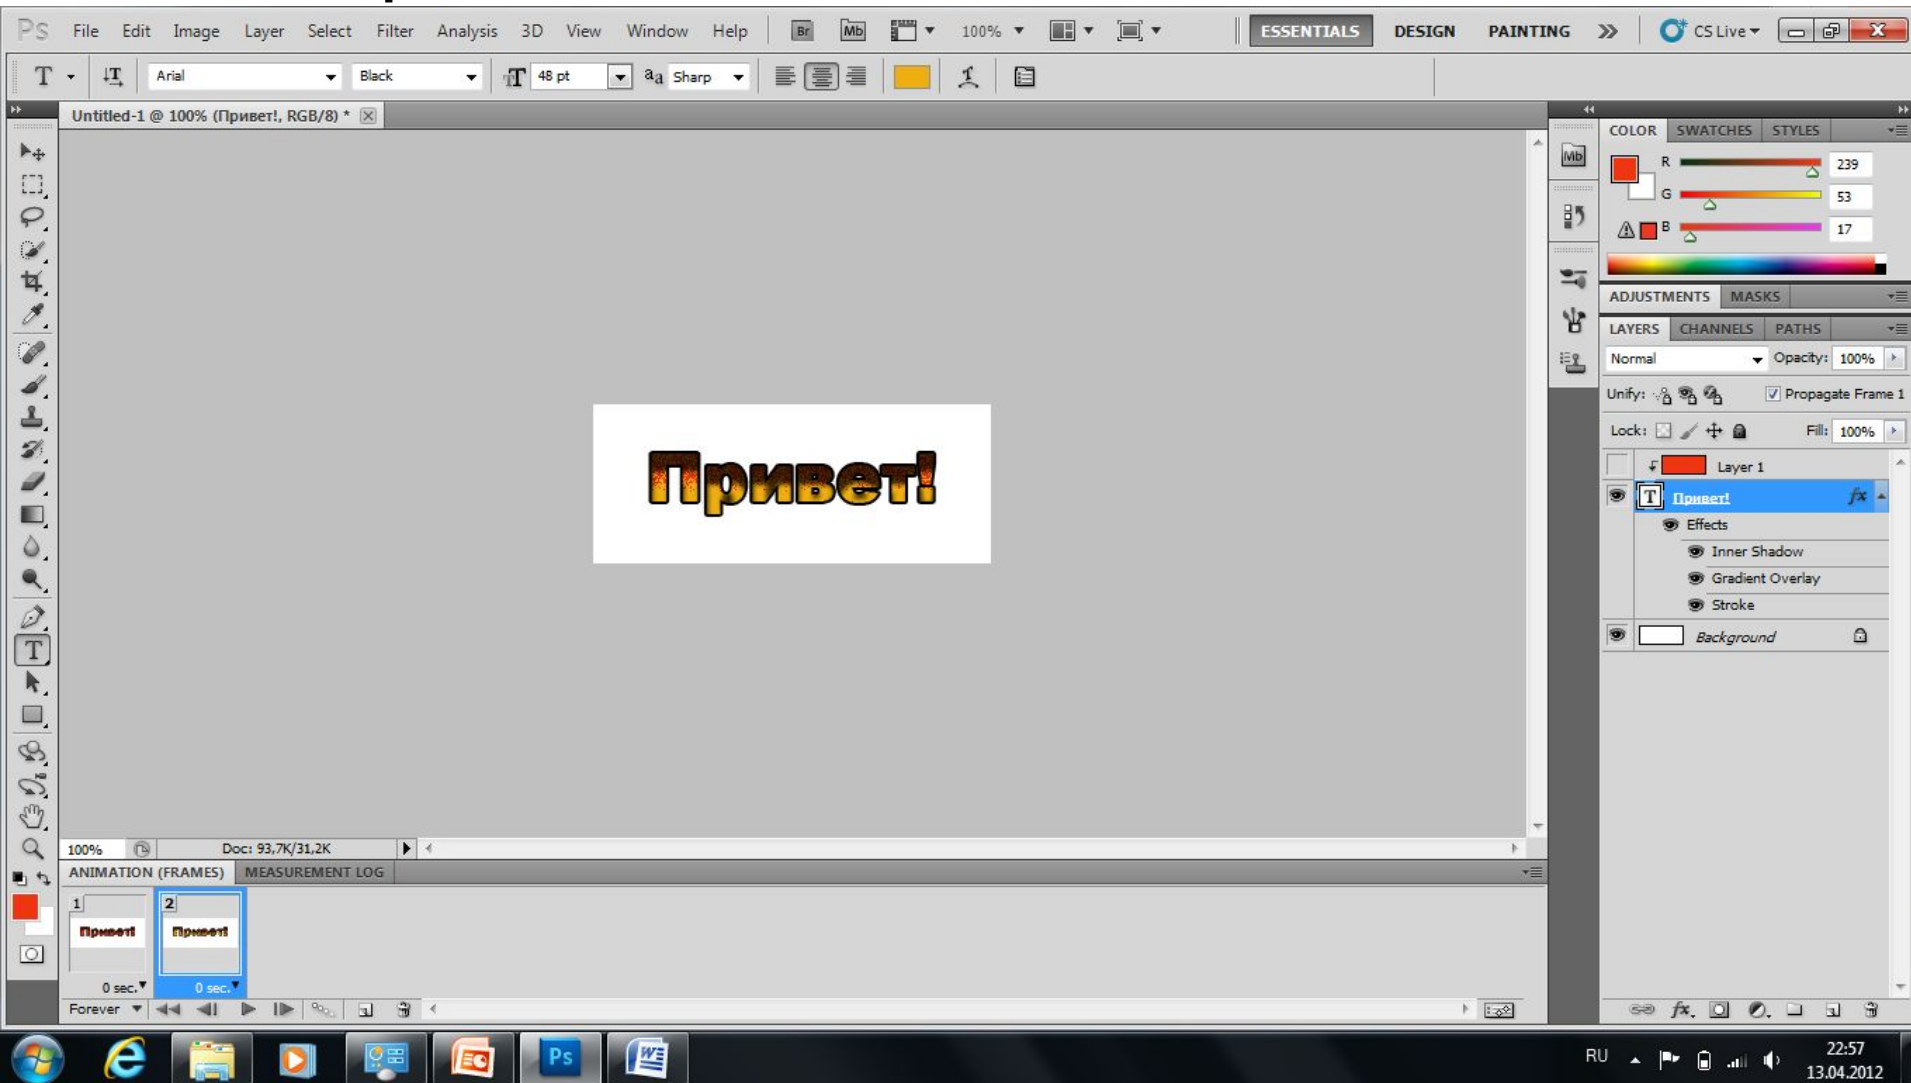 Ps File Edit Image Layer Select Filter Analysis 3D View Window Help Br Mb 100% ESSENTIALS DESIGN PAINTING CS Live
T Arial Black 48 pt aa Sharp
Untitled-1 @ 100% (Привет!, RGB/8) *
COLOR SWATCHES STYLES
Mb
R 239
G 53
B 17
ADJUSTMENTS MASKS
LAYERS CHANNELS PATHS
Normal Opacity: 100%
Unify: Propagate Frame 1
Lock: Fill: 100%
Layer 1
T Привет! fx
Effects
Inner Shadow
Gradient Overlay
Stroke
Background
Привет!
T
100% Doc: 93,7K/31,2K
ANIMATION (FRAMES) MEASUREMENT LOG
1 2
Привет! Привет!
0 sec. 0 sec.
Forever
fx.
Ps W
RU 22:57
13.04.2012